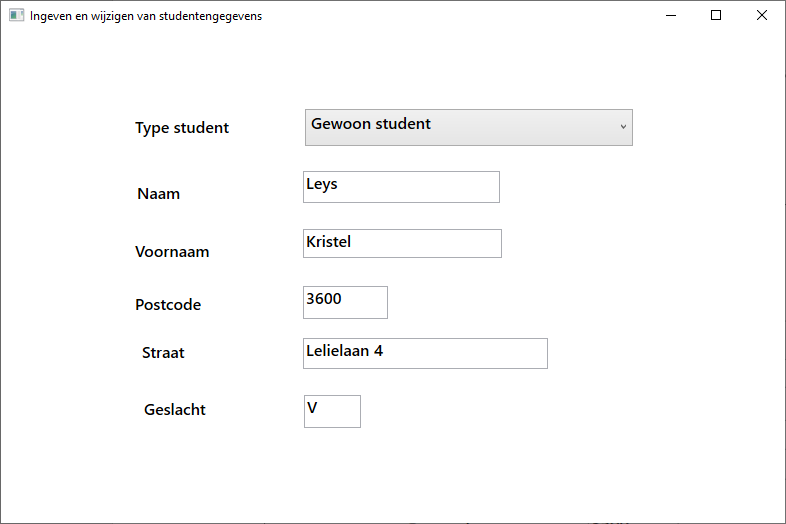 Ingeven en wijzigen van studentengegevens
Type student Gewoon student
Naam Leys
Voornaam Kristel
Postcode 3600
Straat Lelielaan 4
Geslacht V